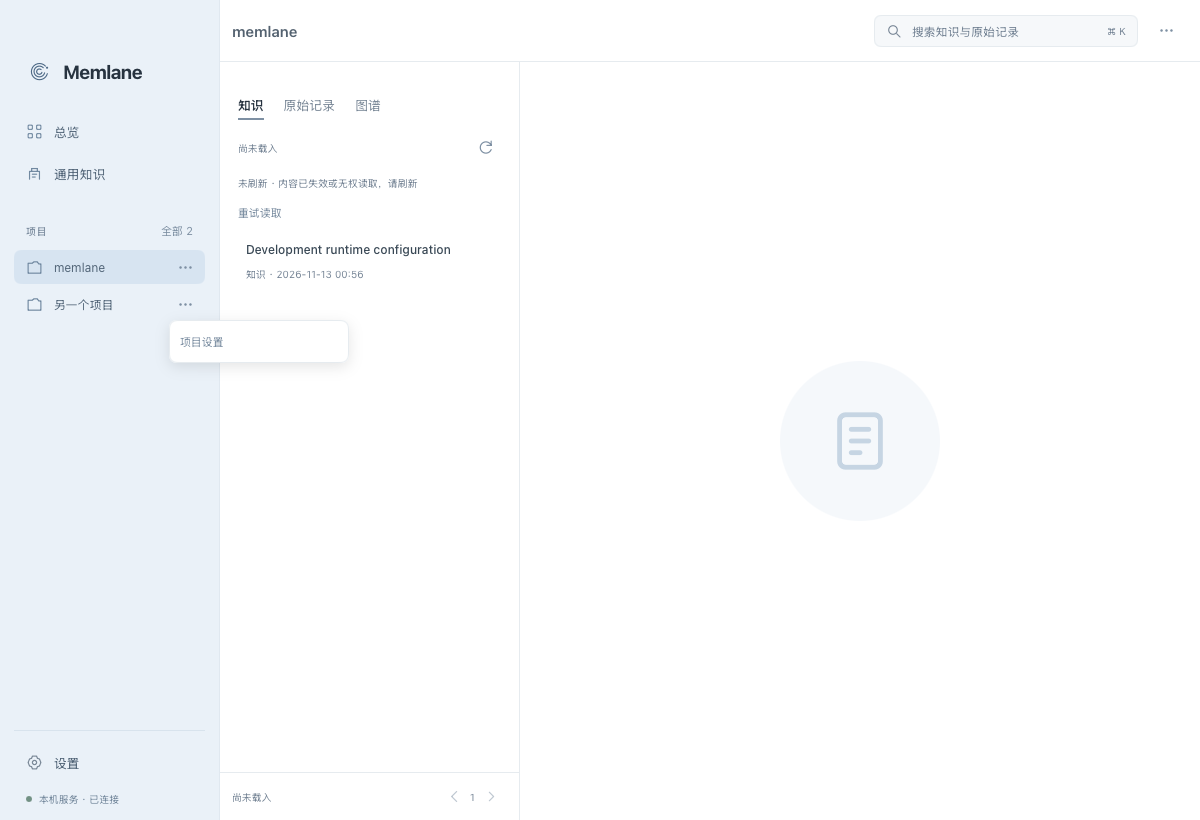 memlane
搜索知识与原始记录
⌘ K
Memlane
总览
通用知识
项目
全部 2
memlane
另一个项目
项目设置
设置
本机服务 · 已连接
知识
原始记录
图谱
尚未载入
未刷新 · 内容已失效或无权读取，请刷新
重试读取
Development runtime configuration
知识 · 2026-11-13 00:56
尚未载入
1